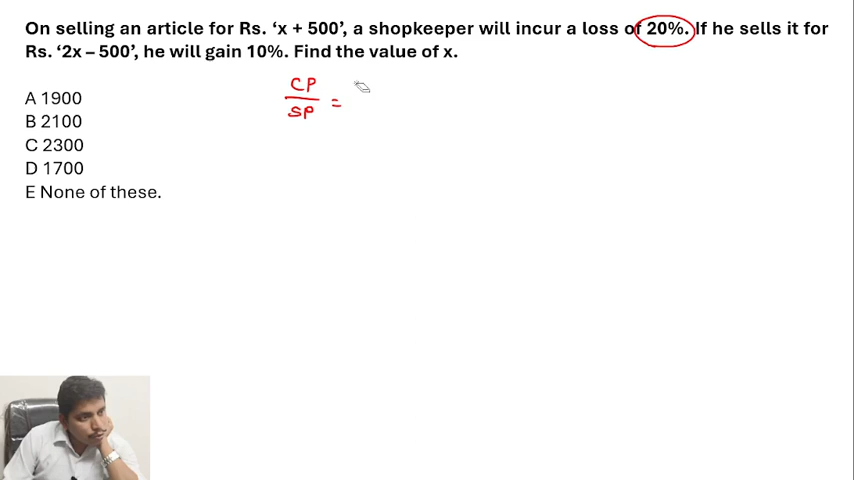 On selling an article for Rs. ‘x + 500’, a shopkeeper will incur a loss of 20%. If he sells it for
Rs. ‘2x – 500’, he will gain 10%. Find the value of x.
A 1900
B 2100
C 2300
D 1700
E None of these.
CP
SP =